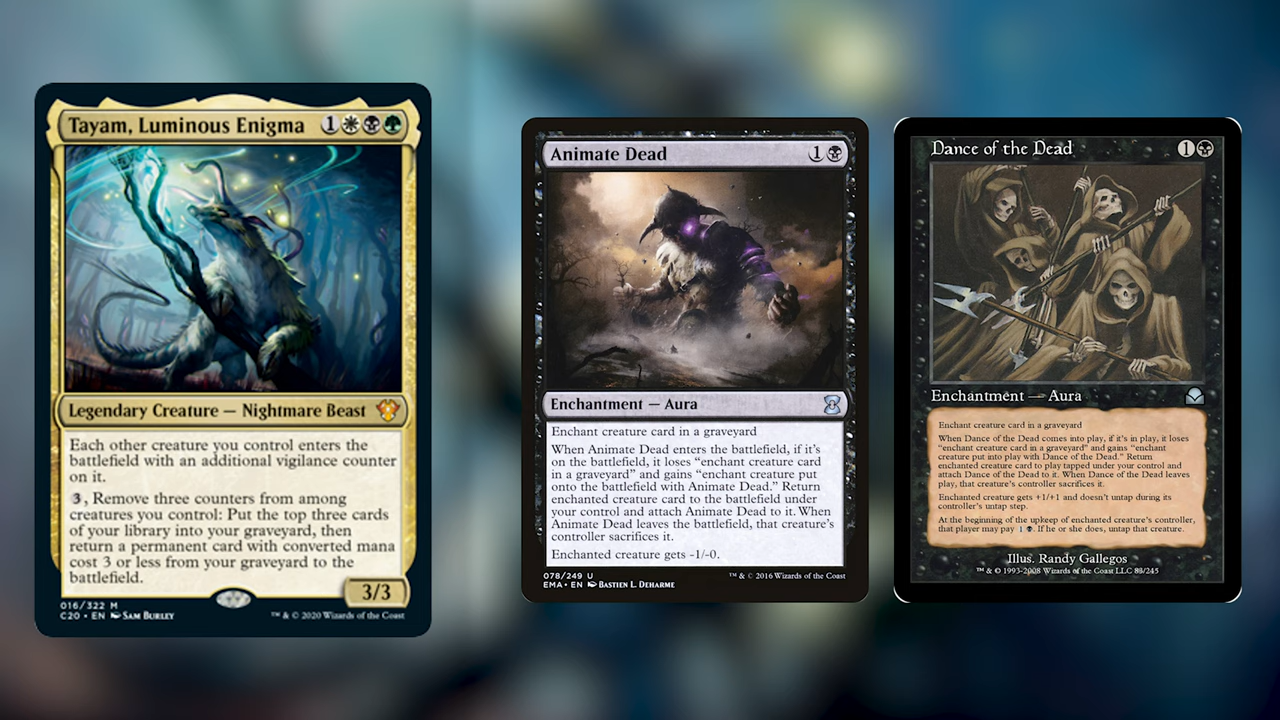 Tayam, Luminous Enigma 1
Legendary Creature — Nightmare Beast
Each other creature you control enters the
battlefield with an additional vigilance counter
on it.
3, Remove three counters from among
creatures you control: Put the top three cards
of your library into your graveyard, then
return a permanent card with converted mana
cost 3 or less from your graveyard to the
battlefield.
3/3
016/322 M
C20 • EN SAM BURLEY
™ & © 2020 Wizards of the Coast
Animate Dead 1
Enchantment — Aura
Enchant creature card in a graveyard
When Animate Dead enters the battlefield, if it's
on the battlefield, it loses "enchant creature card
in a graveyard" and gains "enchant creature put
onto the battlefield with Animate Dead." Return
enchanted creature card to the battlefield under
your control and attach Animate Dead to it. When
Animate Dead leaves the battlefield, that creature's
controller sacrifices it.
Enchanted creature gets -1/-0.
078/249 U
EMA • EN BASTIEN L. DEHARME
™ & © 2016 Wizards of the Coast
Dance of the Dead 1
Enchantment — Aura
Enchant creature card in a graveyard
When Dance of the Dead comes into play, if it's in play, it loses
"enchant creature card in a graveyard" and gains "enchant
creature put into play with Dance of the Dead." Return
enchanted creature card to play tapped under your control and
attach Dance of the Dead to it. When Dance of the Dead leaves
play, that creature's controller sacrifices it.
Enchanted creature gets +1/+1 and doesn't untap during its
controller's untap step.
At the beginning of the upkeep of enchanted creature's controller,
that player may pay 1. If he or she does, untap that creature.
Illus. Randy Gallegos
™ & © 1993-2008 Wizards of the Coast LLC 88/245